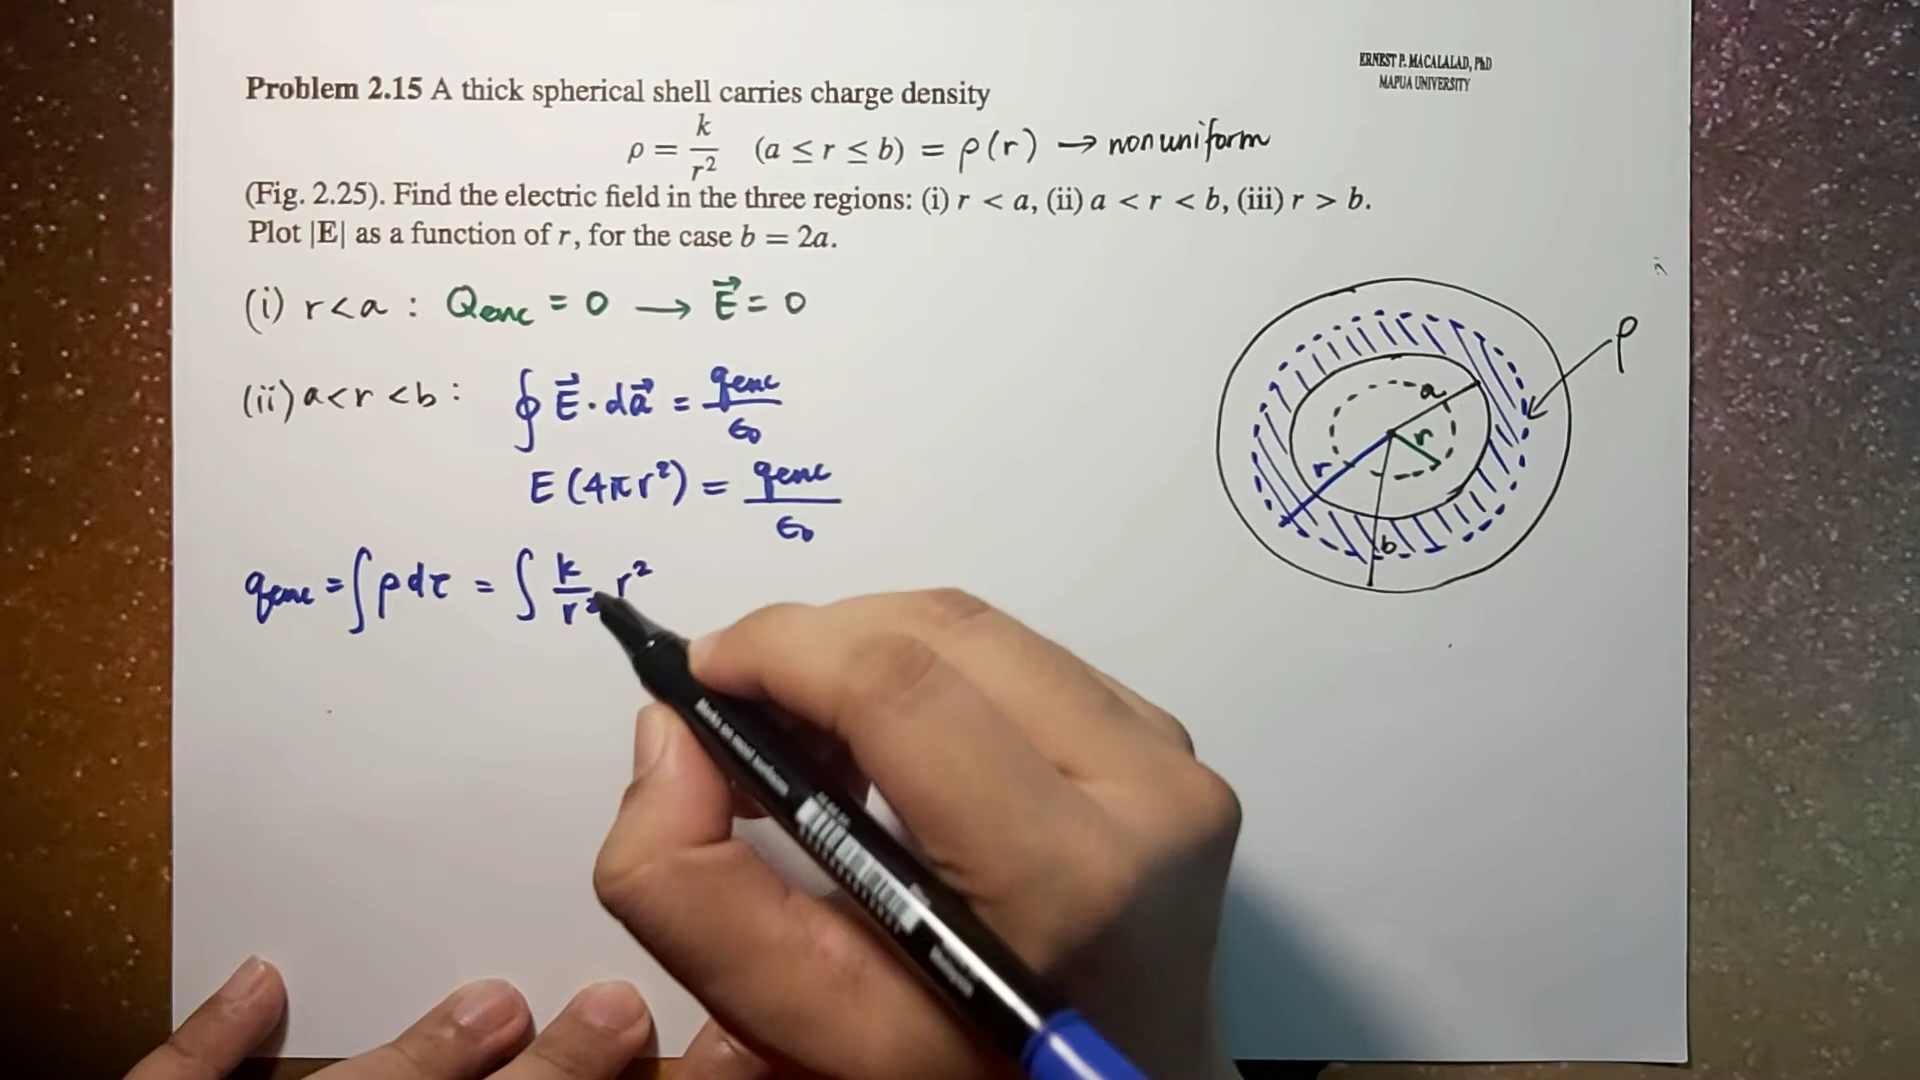 ERNEST P. MACALALAD, PhD
MAPUA UNIVERSITY
Problem 2.15 A thick spherical shell carries charge density
ρ = k/r² (a ≤ r ≤ b) = ρ(r) → nonuniform
(Fig. 2.25). Find the electric field in the three regions: (i) r < a, (ii) a < r < b, (iii) r > b.
Plot |E| as a function of r, for the case b = 2a.
(i) r<a : Qenc = 0 → E⃗ = 0
(ii) a<r<b : ∮ E⃗ · da⃗ = qenc/ε₀
E (4πr²) = qenc/ε₀
qenc = ∫ρdτ = ∫ k/r² r²
ρ
a
r
r
b